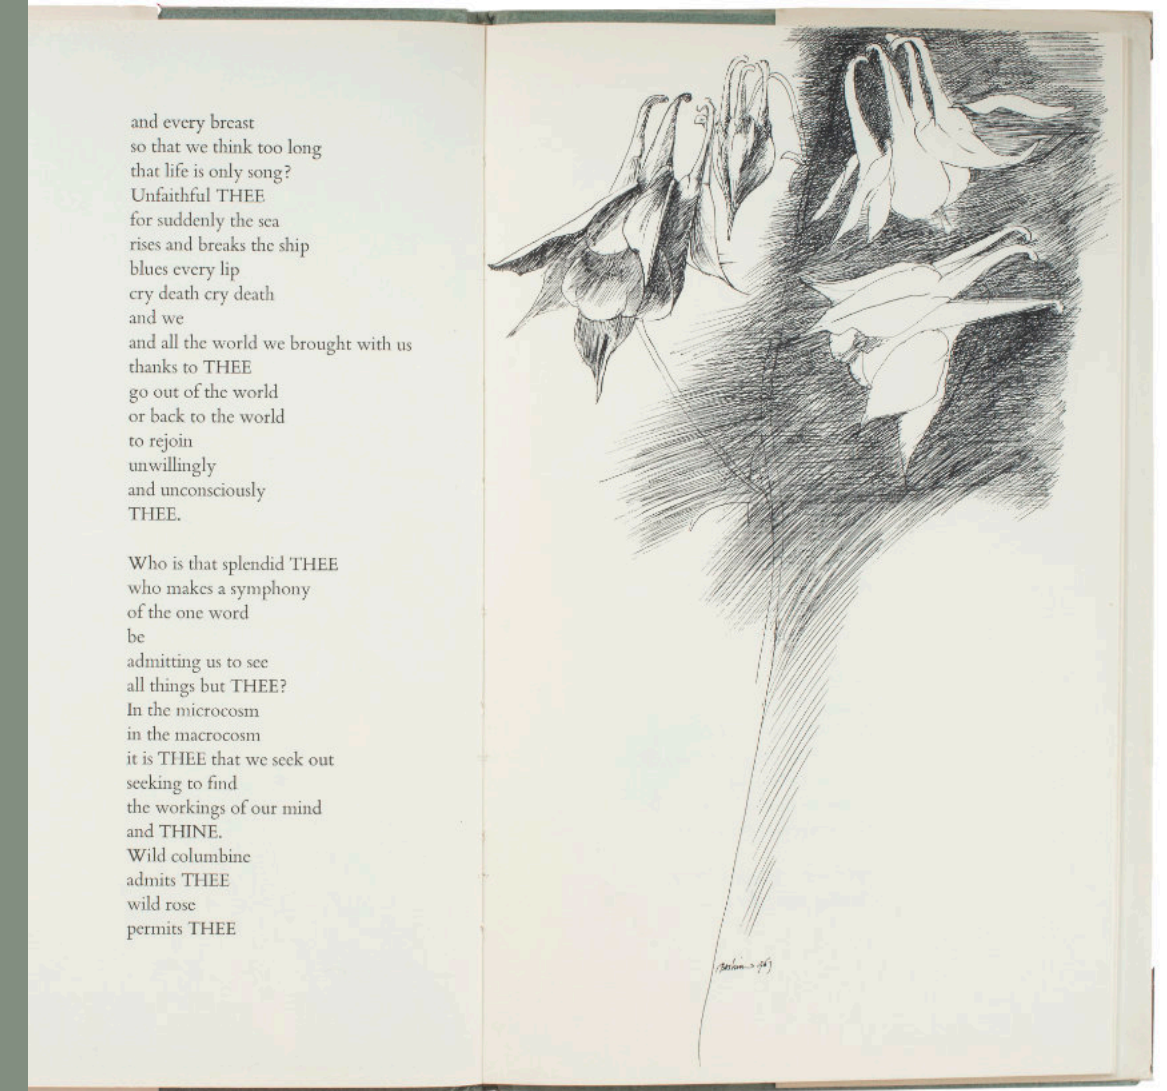 and every breast
so that we think too long
that life is only song?
Unfaithful THEE
for suddenly the sea
rises and breaks the ship
blues every lip
cry death cry death
and we
and all the world we brought with us
thanks to THEE
go out of the world
or back to the world
to rejoin
unwillingly
and unconsciously
THEE.
Who is that splendid THEE
who makes a symphony
of the one word
be
admitting us to see
all things but THEE?
In the microcosm
in the macrocosm
it is THEE that we seek out
seeking to find
the workings of our mind
and THINE.
Wild columbine
admits THEE
wild rose
permits THEE
Baskin